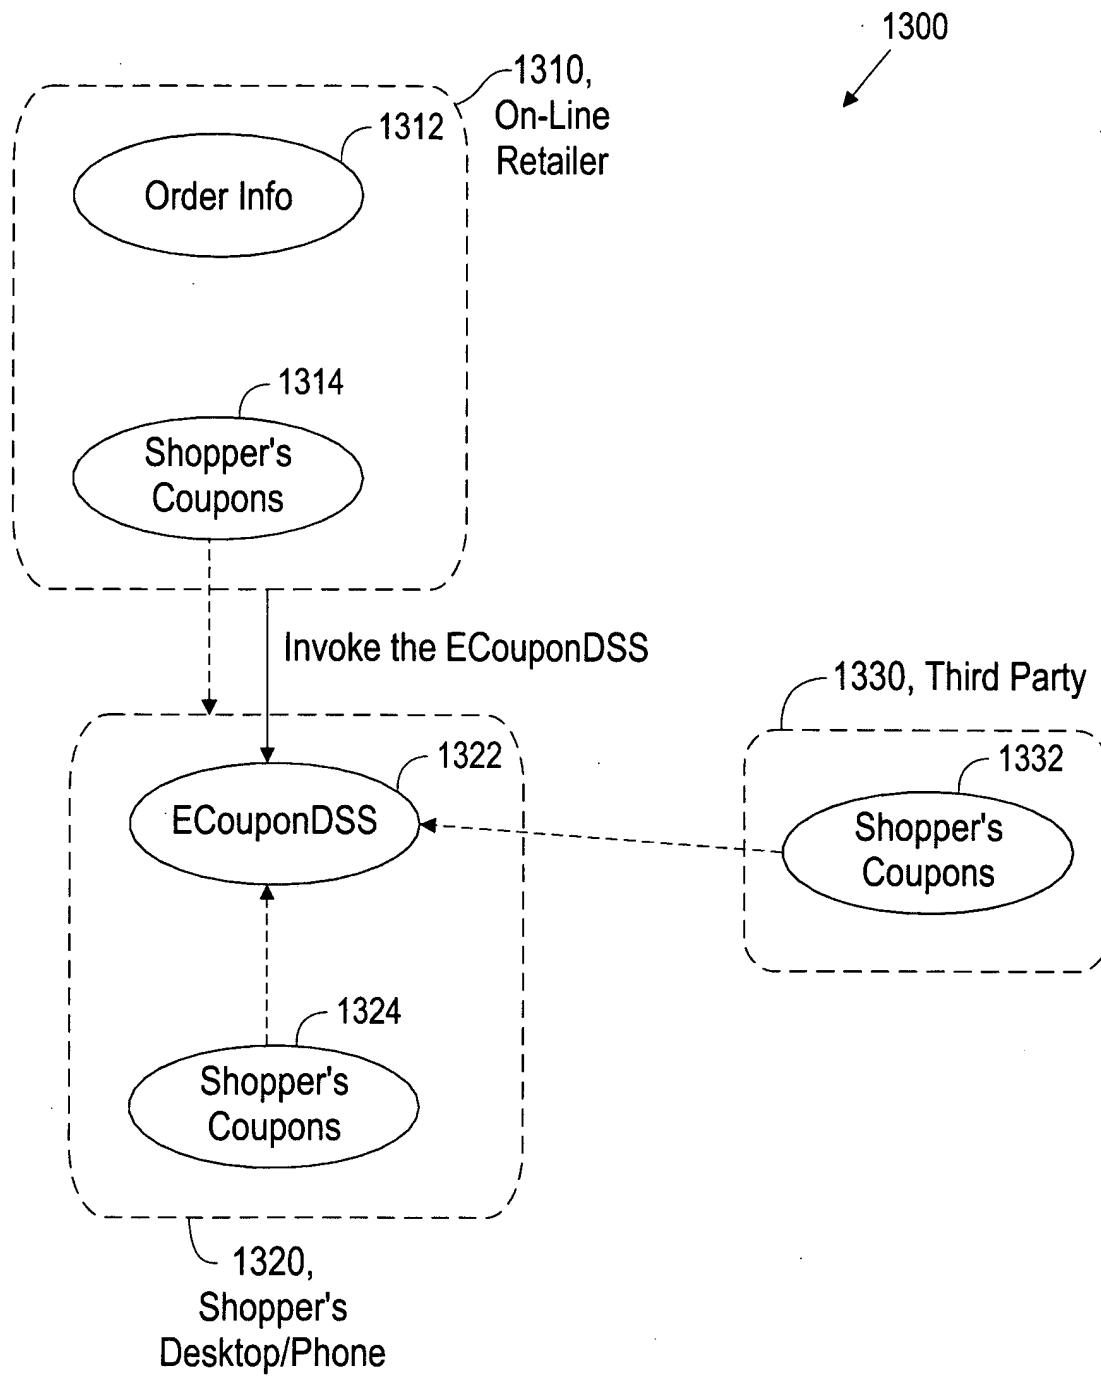 1300
1310,
On-Line
Retailer
1312
Order Info
1314
Shopper's
Coupons
Invoke the ECouponDSS
1330, Third Party
1322
ECouponDSS
1332
Shopper's
Coupons
1324
Shopper's
Coupons
1320,
Shopper's
Desktop/Phone